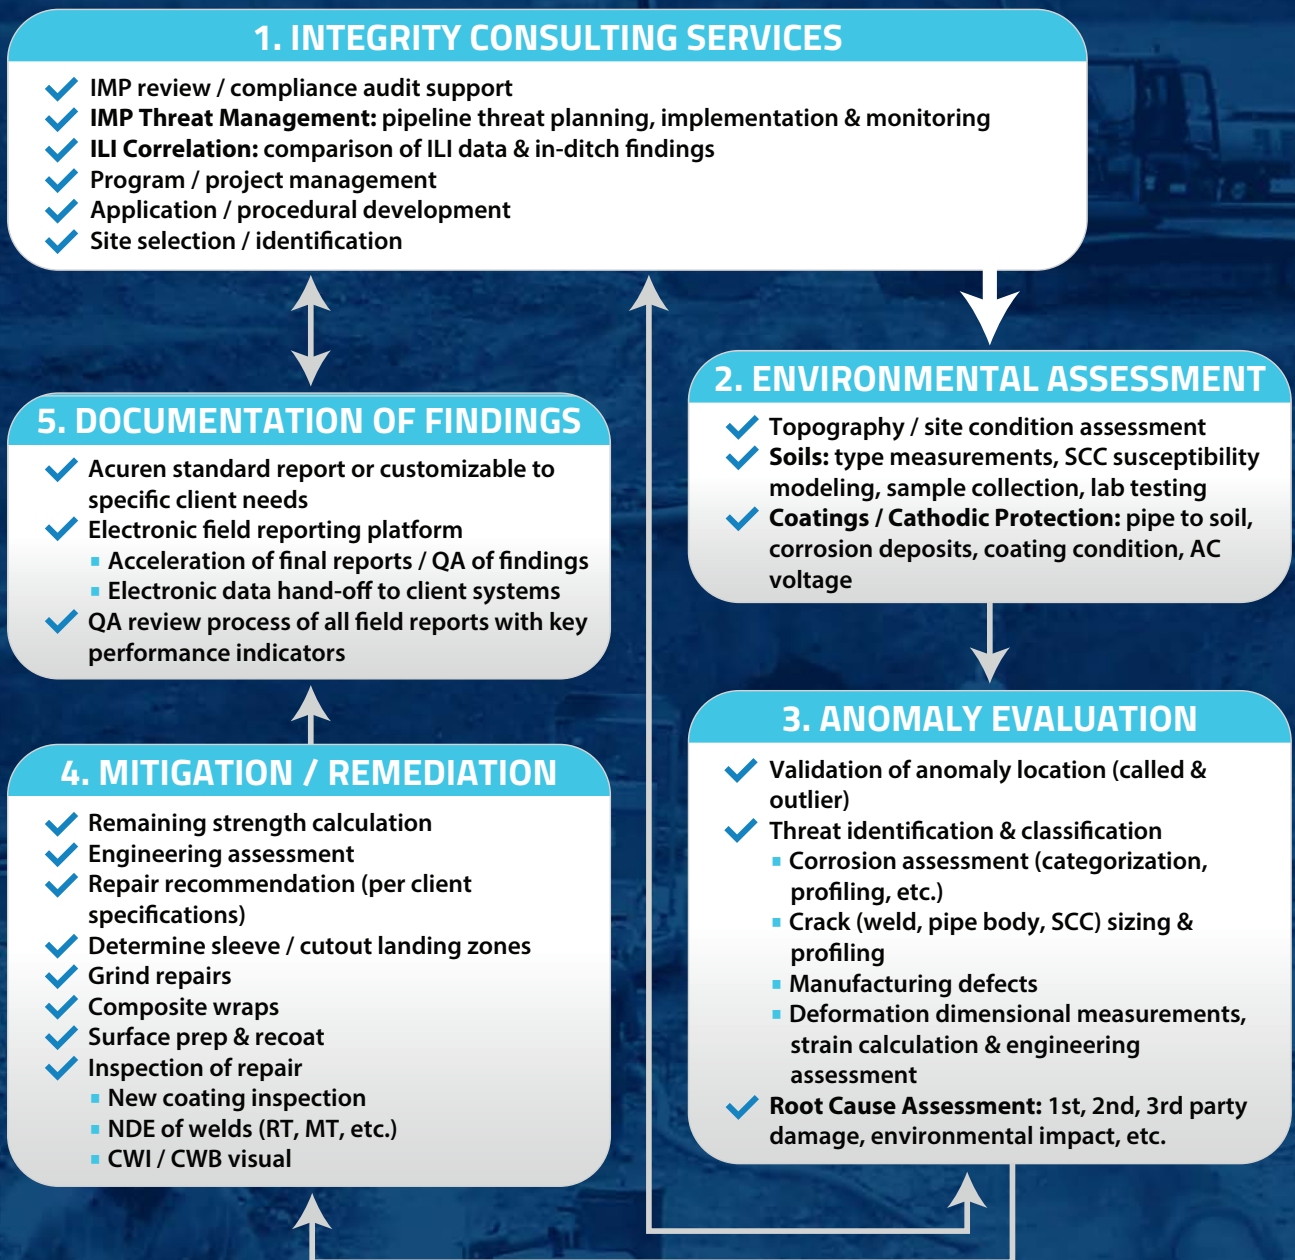 1. INTEGRITY CONSULTING SERVICES
IMP review / compliance audit support
IMP Threat Management: pipeline threat planning, implementation & monitoring
ILI Correlation: comparison of ILI data & in-ditch findings
Program / project management
Application / procedural development
Site selection / identification
2. ENVIRONMENTAL ASSESSMENT
Topography / site condition assessment
Soils: type measurements, SCC susceptibility
modeling, sample collection, lab testing
Coatings / Cathodic Protection: pipe to soil,
corrosion deposits, coating condition, AC
voltage
3. ANOMALY EVALUATION
Validation of anomaly location (called &
outlier)
Threat identification & classification
Corrosion assessment (categorization,
profiling, etc.)
Crack (weld, pipe body, SCC) sizing &
profiling
Manufacturing defects
Deformation dimensional measurements,
strain calculation & engineering
assessment
Root Cause Assessment: 1st, 2nd, 3rd party
damage, environmental impact, etc.
4. MITIGATION / REMEDIATION
Remaining strength calculation
Engineering assessment
Repair recommendation (per client
specifications)
Determine sleeve / cutout landing zones
Grind repairs
Composite wraps
Surface prep & recoat
Inspection of repair
New coating inspection
NDE of welds (RT, MT, etc.)
CWI / CWB visual
5. DOCUMENTATION OF FINDINGS
Acuren standard report or customizable to
specific client needs
Electronic field reporting platform
Acceleration of final reports / QA of findings
Electronic data hand-off to client systems
QA review process of all field reports with key
performance indicators